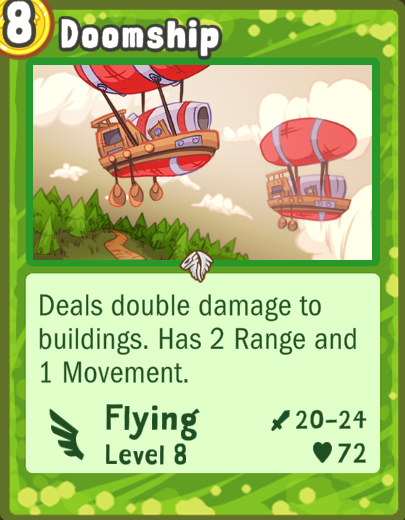 8
Doomship
Deals double damage to
buildings. Has 2 Range and
1 Movement.
Flying
20–24
Level 8
72